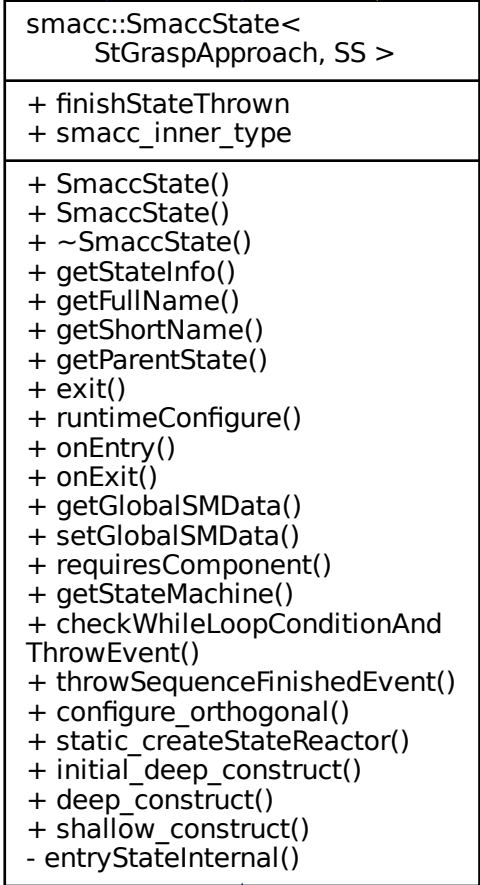 smacc::SmaccState<
StGraspApproach, SS >
+ finishStateThrown
+ smacc_inner_type
+ SmaccState()
+ SmaccState()
+ ~SmaccState()
+ getStateInfo()
+ getFullName()
+ getShortName()
+ getParentState()
+ exit()
+ runtimeConfigure()
+ onEntry()
+ onExit()
+ getGlobalSMData()
+ setGlobalSMData()
+ requiresComponent()
+ getStateMachine()
+ checkWhileLoopConditionAnd
ThrowEvent()
+ throwSequenceFinishedEvent()
+ configure_orthogonal()
+ static_createStateReactor()
+ initial_deep_construct()
+ deep_construct()
+ shallow_construct()
- entryStateInternal()